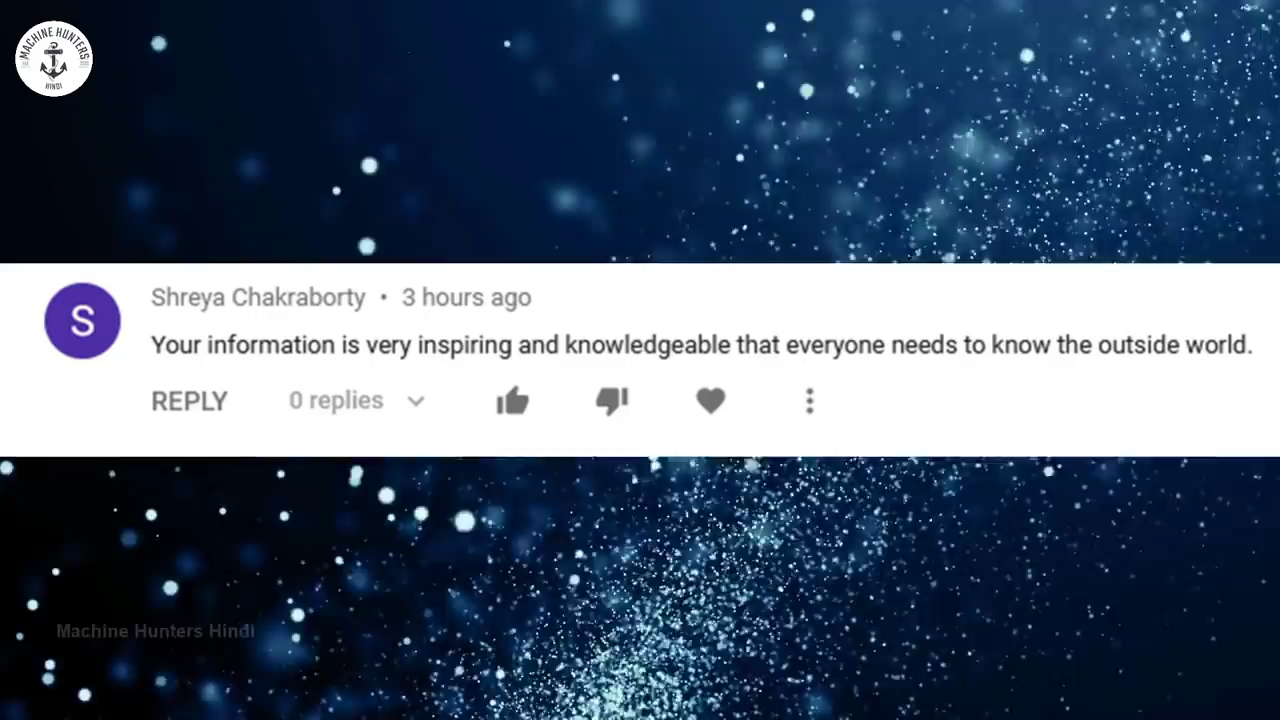 MACHINE HUNTERS
HINDI
Shreya Chakraborty • 3 hours ago
S
Your information is very inspiring and knowledgeable that everyone needs to know the outside world.
REPLY 0 replies
Machine Hunters Hindi